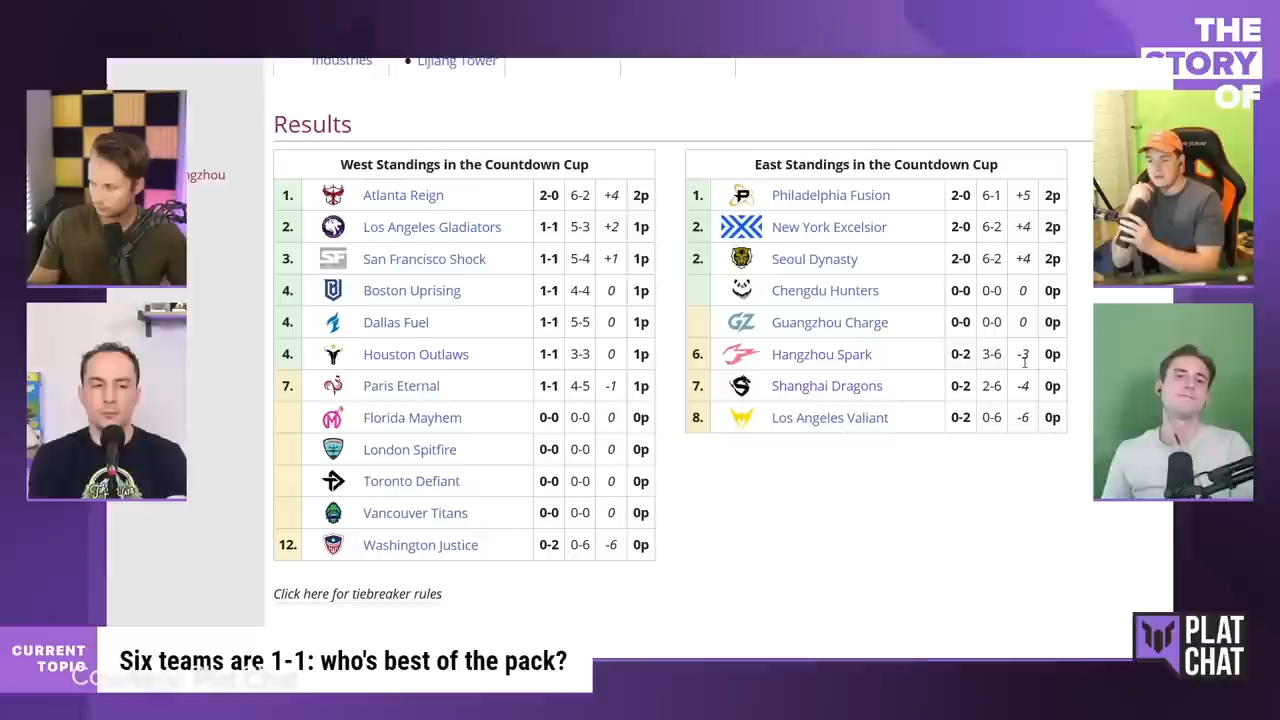 THE
STORY
OF
Industries
Lijiang Tower
ngzhou
Results
West Standings in the Countdown Cup
1. Atlanta Reign 2-0 6-2 +4 2p
2. Los Angeles Gladiators 1-1 5-3 +2 1p
3. San Francisco Shock 1-1 5-4 +1 1p
4. Boston Uprising 1-1 4-4 0 1p
4. Dallas Fuel 1-1 5-5 0 1p
4. Houston Outlaws 1-1 3-3 0 1p
7. Paris Eternal 1-1 4-5 -1 1p
Florida Mayhem 0-0 0-0 0 0p
London Spitfire 0-0 0-0 0 0p
Toronto Defiant 0-0 0-0 0 0p
Vancouver Titans 0-0 0-0 0 0p
12. Washington Justice 0-2 0-6 -6 0p
East Standings in the Countdown Cup
1. Philadelphia Fusion 2-0 6-1 +5 2p
2. New York Excelsior 2-0 6-2 +4 2p
2. Seoul Dynasty 2-0 6-2 +4 2p
Chengdu Hunters 0-0 0-0 0 0p
GZ Guangzhou Charge 0-0 0-0 0 0p
6. Hangzhou Spark 0-2 3-6 -3 0p
7. Shanghai Dragons 0-2 2-6 -4 0p
8. Los Angeles Valiant 0-2 0-6 -6 0p
Click here for tiebreaker rules
CURRENT
TOPIC
Six teams are 1-1: who's best of the pack?
Courtesy: Plat Chat
PLAT
CHAT